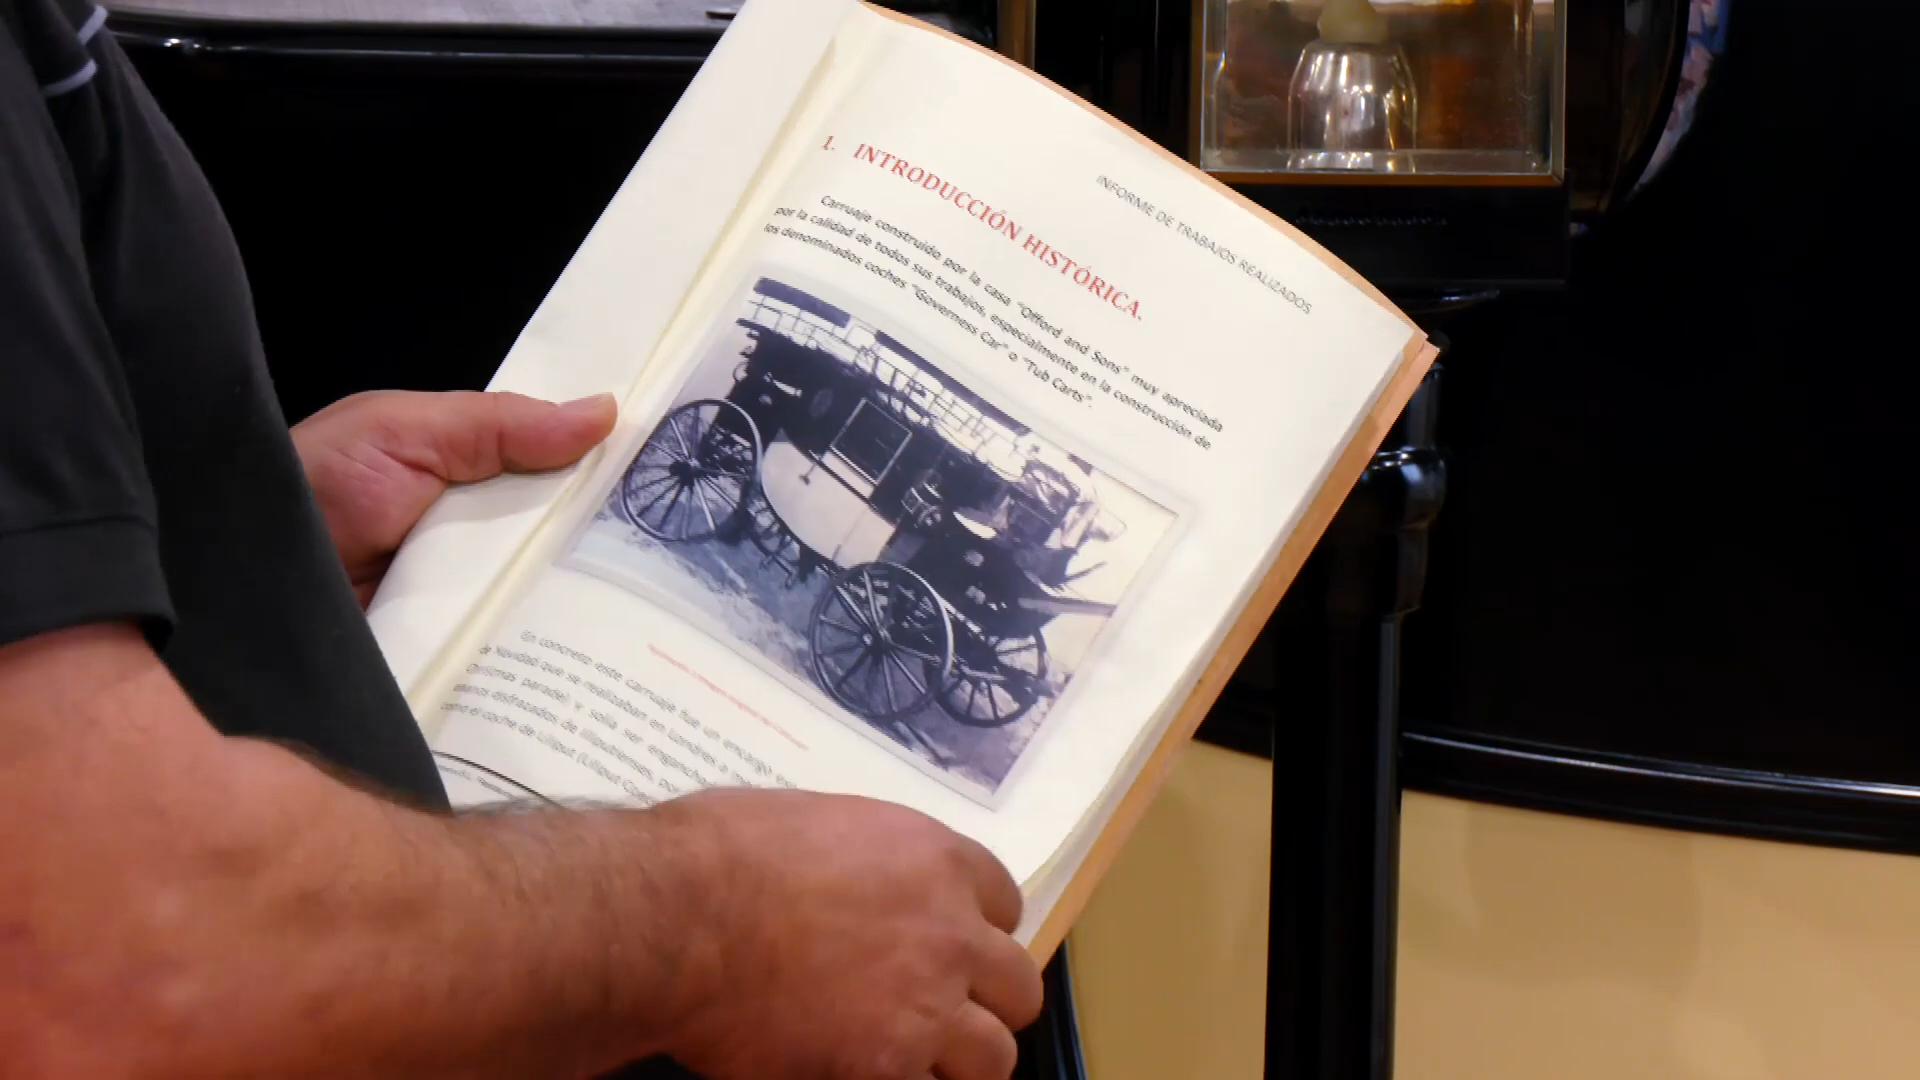 INFORME DE TRABAJOS REALIZADOS
1. INTRODUCCIÓN HISTÓRICA.
Carruaje construido por la casa "Offord and Sons" muy apreciada
por la calidad de todos sus trabajos, especialmente en la construcción de
los denominados coches "Governess Car" o "Tub Carts".
En concreto este carruaje fue un encargo
de Navidad que se realizaban en Londres a
Christmas parade) y solía ser
enanos disfrazados de liliputienses, por
como el coche de Lilliput (Lilliput